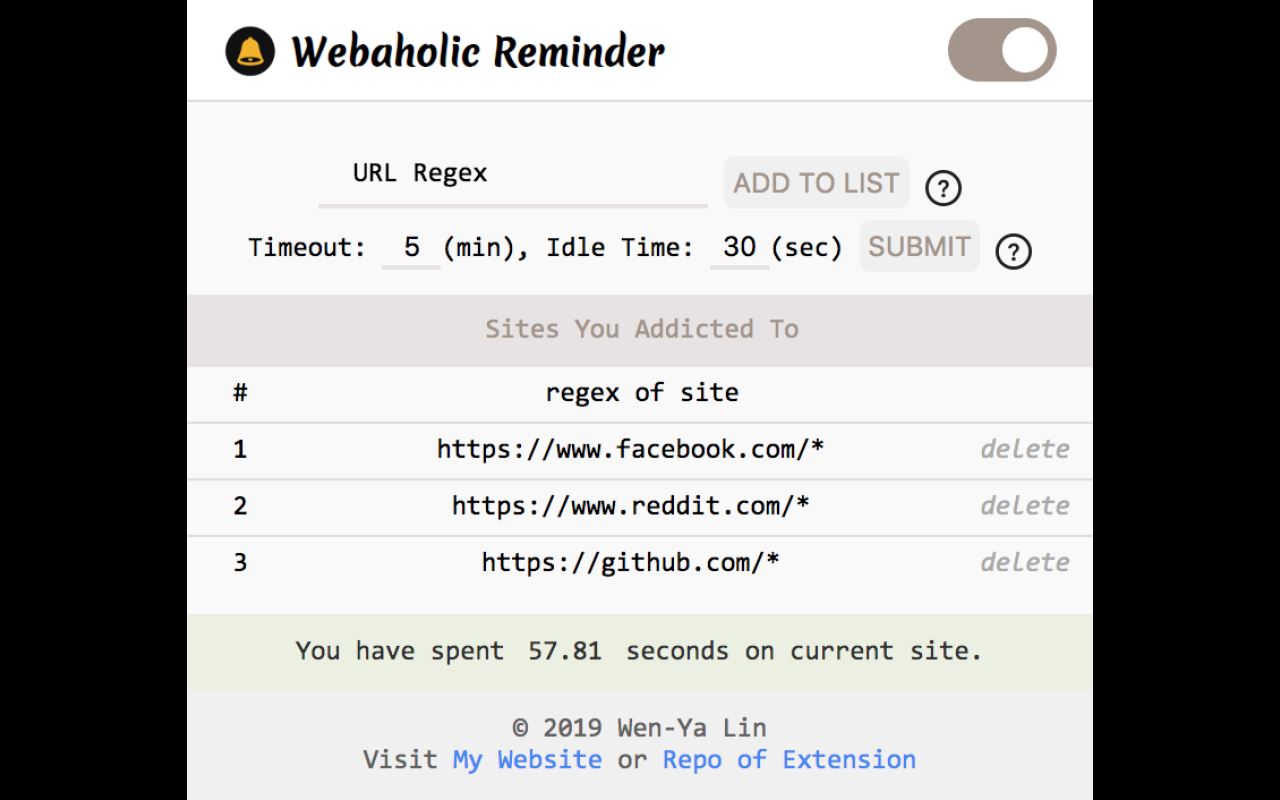 Webaholic Reminder
URL Regex ADD TO LIST ?
Timeout: 5 (min), Idle Time: 30 (sec) SUBMIT ?
Sites You Addicted To
# regex of site
1 https://www.facebook.com/* delete
2 https://www.reddit.com/* delete
3 https://github.com/* delete
You have spent 57.81 seconds on current site.
© 2019 Wen-Ya Lin
Visit My Website or Repo of Extension